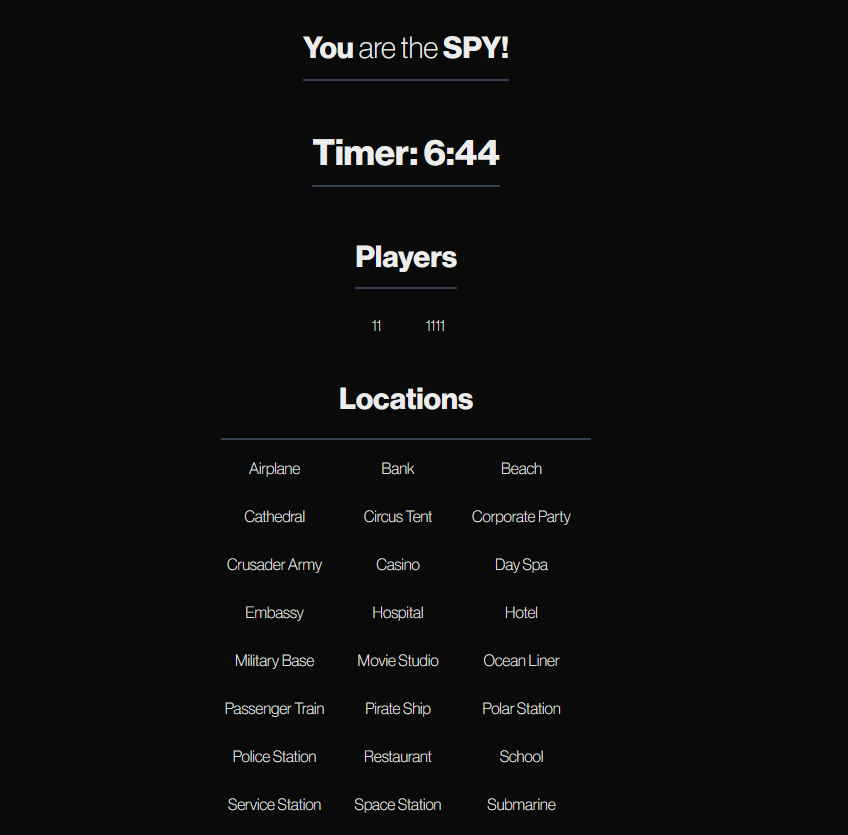 You are the SPY!
Timer: 6:44
Players
11 1111
Locations
Airplane Bank Beach
Cathedral Circus Tent Corporate Party
Crusader Army Casino Day Spa
Embassy Hospital Hotel
Military Base Movie Studio Ocean Liner
Passenger Train Pirate Ship Polar Station
Police Station Restaurant School
Service Station Space Station Submarine